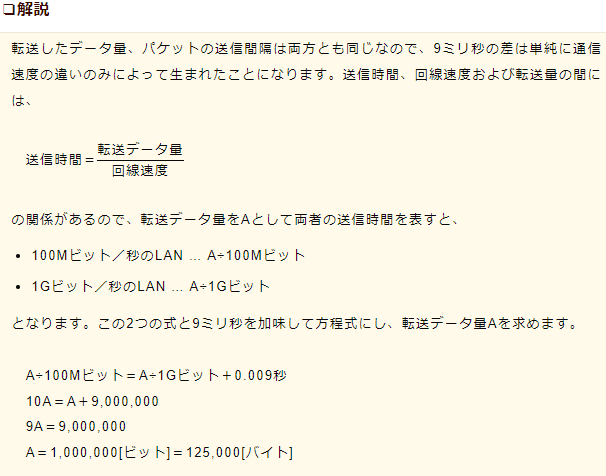 ❏解説
転送したデータ量、パケットの送信間隔は両方とも同じなので、9ミリ秒の差は単純に通信
速度の違いのみによって生まれたことになります。送信時間、回線速度および転送量の間に
は、
送信時間＝転送データ量
回線速度
の関係があるので、転送データ量をAとして両者の送信時間を表すと、
• 100Mビット／秒のLAN … A÷100Mビット
• 1Gビット／秒のLAN … A÷1Gビット
となります。この2つの式と9ミリ秒を加味して方程式にし、転送データ量Aを求めます。
A÷100Mビット＝A÷1Gビット＋0.009秒
10A＝A＋9,000,000
9A＝9,000,000
A＝1,000,000[ビット]＝125,000[バイト]